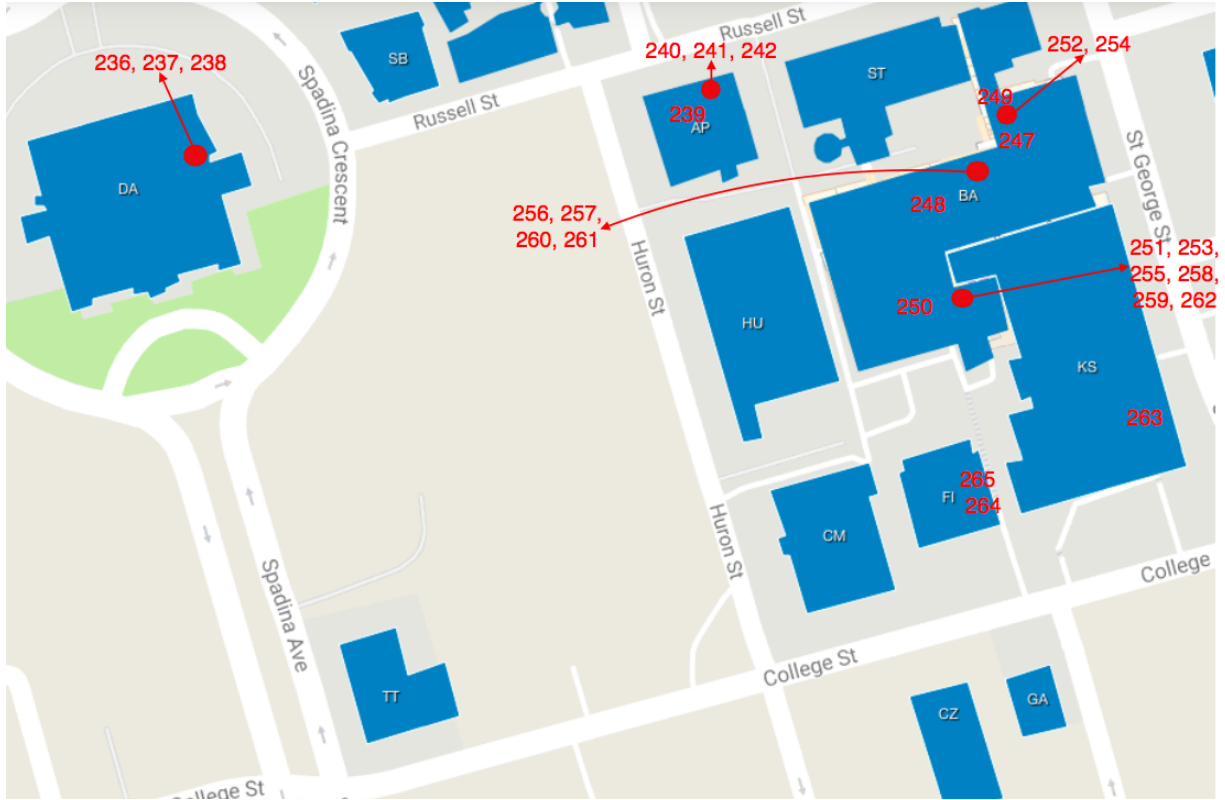 Russell St
240, 241, 242
252, 254
SB
236, 237, 238
Spadina Crescent
ST
Russell St
249
239
AP
247
St George St
DA
BA
248
256, 257,
260, 261
Huron St
251, 253,
255, 258,
259, 262
250
HU
KS
263
265
FI
264
Huron St
CM
College
Spadina Ave
College St
TT
CZ
GA
College St